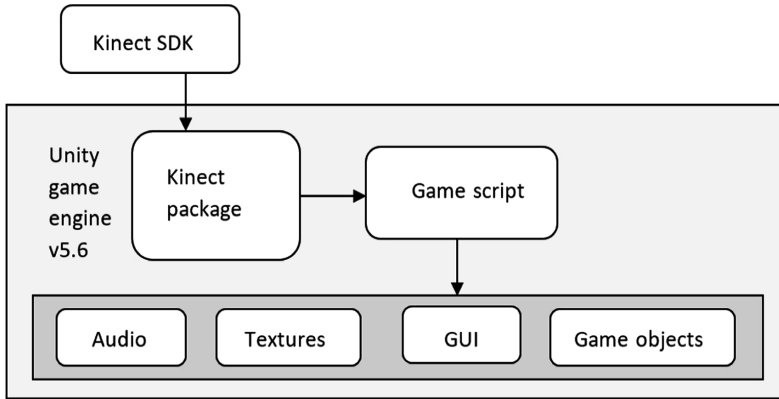 Kinect SDK
Unity
game
engine
v5.6
Kinect
package
Game script
Audio
Textures
GUI
Game objects